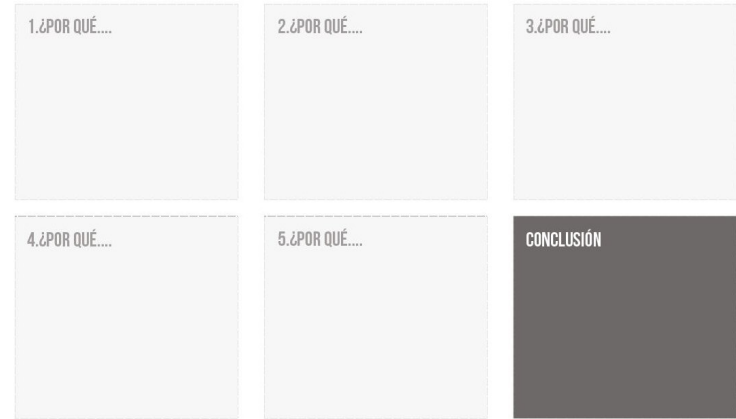 1.¿POR QUÉ....
2.¿POR QUÉ....
3.¿POR QUÉ....
4.¿POR QUÉ....
5.¿POR QUÉ....
CONCLUSIÓN